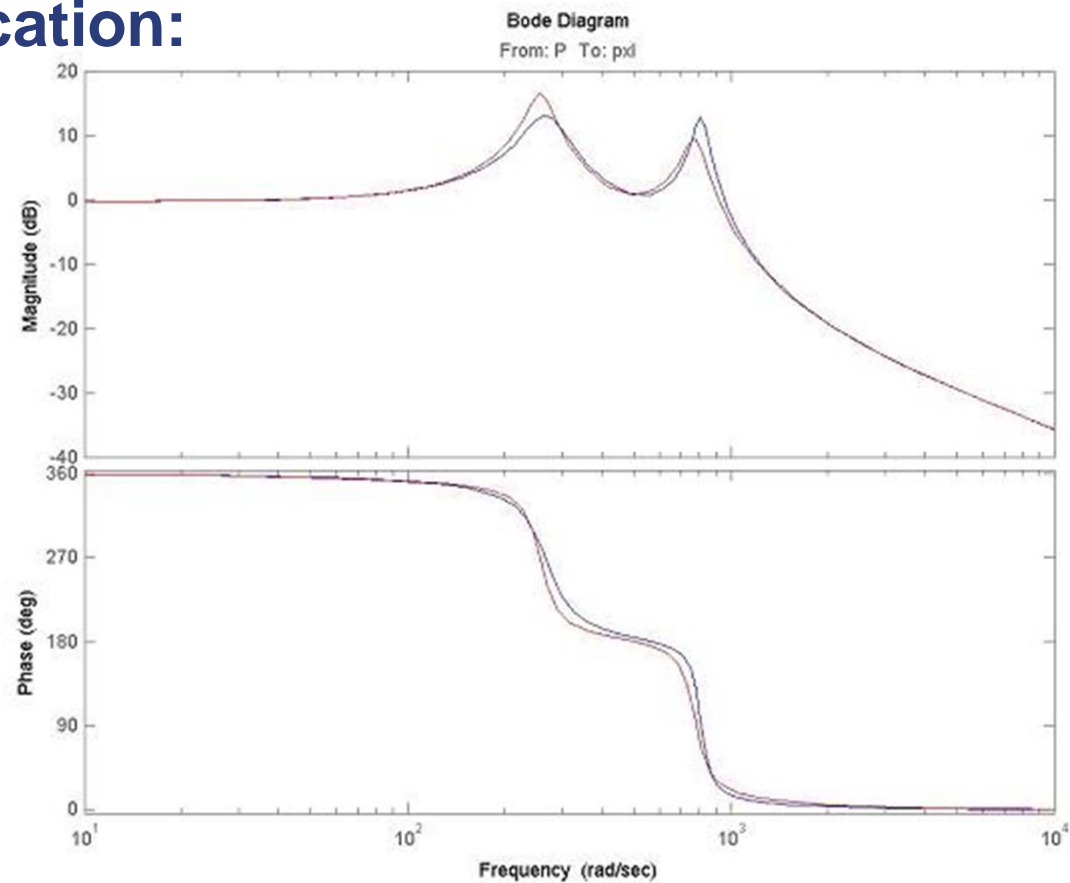 cation:
Bode Diagram
From: P To: pxl
20
10
0
-10
-20
-30
-40
Magnitude (dB)
360
270
180
90
0
Phase (deg)
10^1
10^2
10^3
10^4
Frequency (rad/sec)